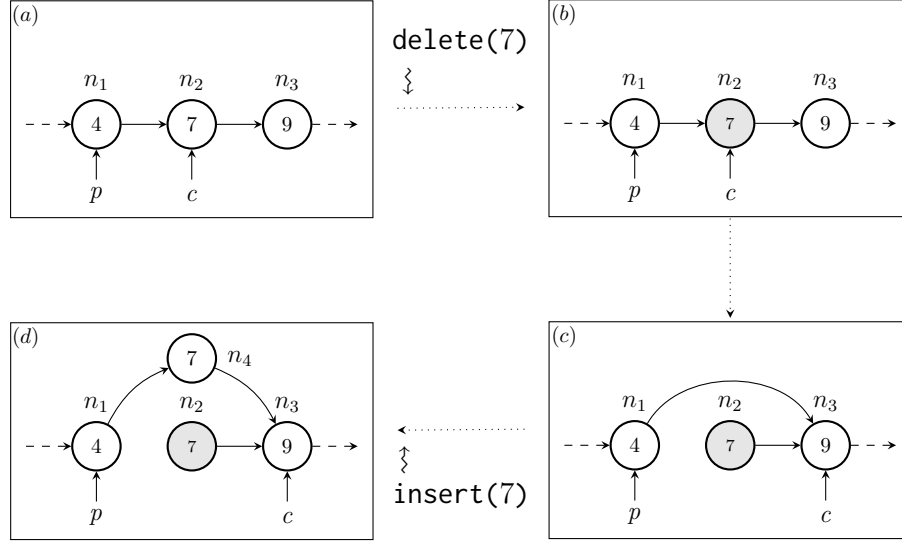 (a)
n₁ n₂ n₃
4 7 9
p c
delete(7)
(b)
n₁ n₂ n₃
4 7 9
p c
(d)
7 n₄
n₁ n₂ n₃
4 7 9
p c
insert(7)
(c)
n₁ n₂ n₃
4 7 9
p c